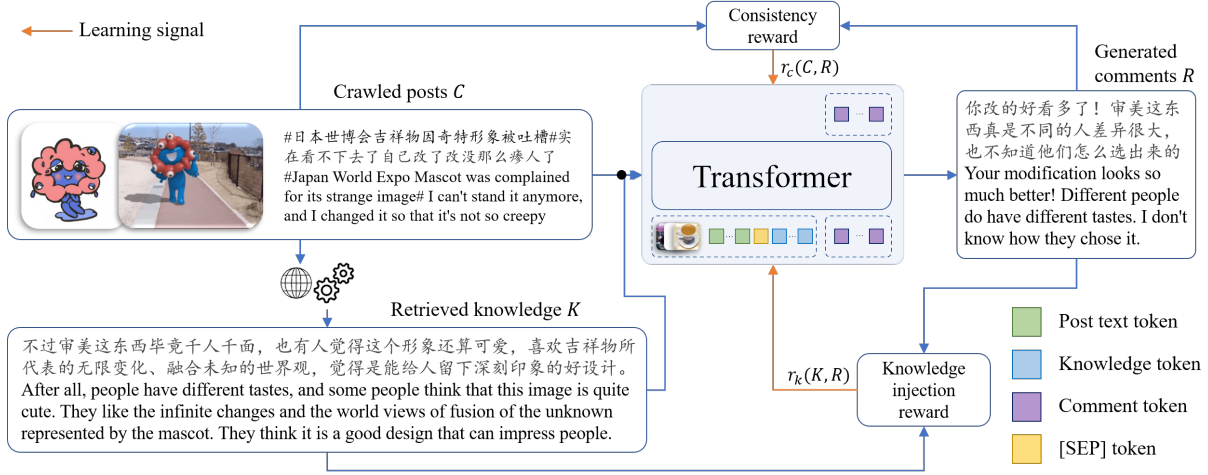 Learning signal
Consistency
reward
r_c(C, R)
Generated
comments R
Crawled posts C
#日本世博会吉祥物因奇特形象被吐槽#实
在看不下去了自己改了改没那么瘆人了
#Japan World Expo Mascot was complained
for its strange image# I can't stand it anymore,
and I changed it so that it's not so creepy
...
Transformer
... ...
...
你改的好看多了！审美这东
西真是不同的人差异很大，
也不知道他们怎么选出来的
Your modification looks so
much better! Different people
do have different tastes. I don't
know how they chose it.
Retrieved knowledge K
不过审美这东西毕竟千人千面，也有人觉得这个形象还算可爱，喜欢吉祥物所
代表的无限变化、融合未知的世界观，觉得是能给人留下深刻印象的好设计。
After all, people have different tastes, and some people think that this image is quite
cute. They like the infinite changes and the world views of fusion of the unknown
represented by the mascot. They think it is a good design that can impress people.
r_k(K, R)
Knowledge
injection
reward
Post text token
Knowledge token
Comment token
[SEP] token